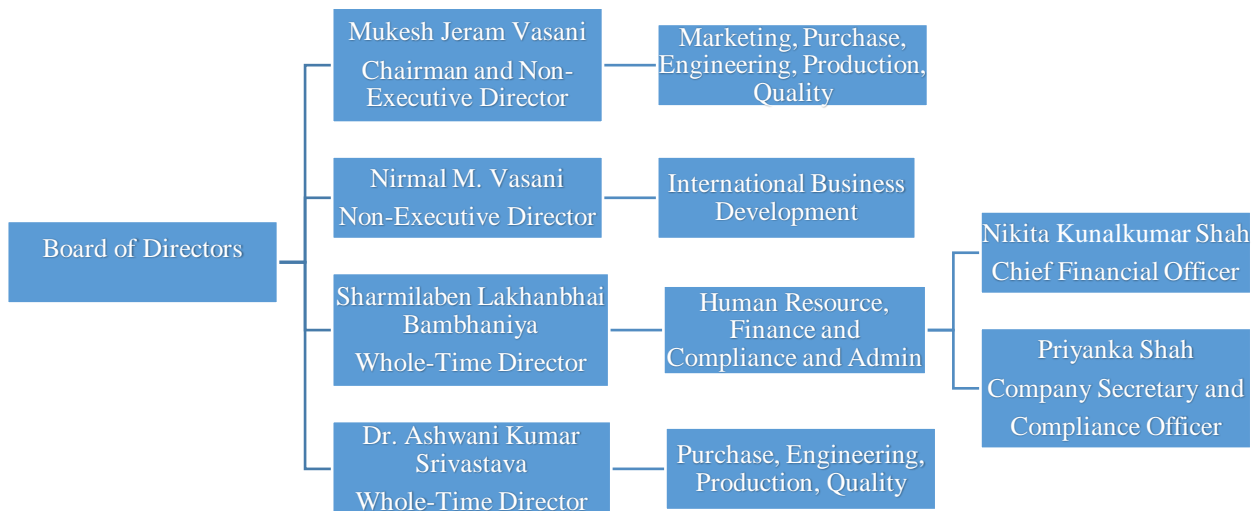 Board of Directors
Mukesh Jeram Vasani
Chairman and Non-
Executive Director
Marketing, Purchase,
Engineering, Production,
Quality
Nirmal M. Vasani
Non-Executive Director
International Business
Development
Sharmilaben Lakhanbhai
Bambhaniya
Whole-Time Director
Human Resource,
Finance and
Compliance and Admin
Nikita Kunalkumar Shah
Chief Financial Officer
Priyanka Shah
Company Secretary and
Compliance Officer
Dr. Ashwani Kumar
Srivastava
Whole-Time Director
Purchase, Engineering,
Production, Quality